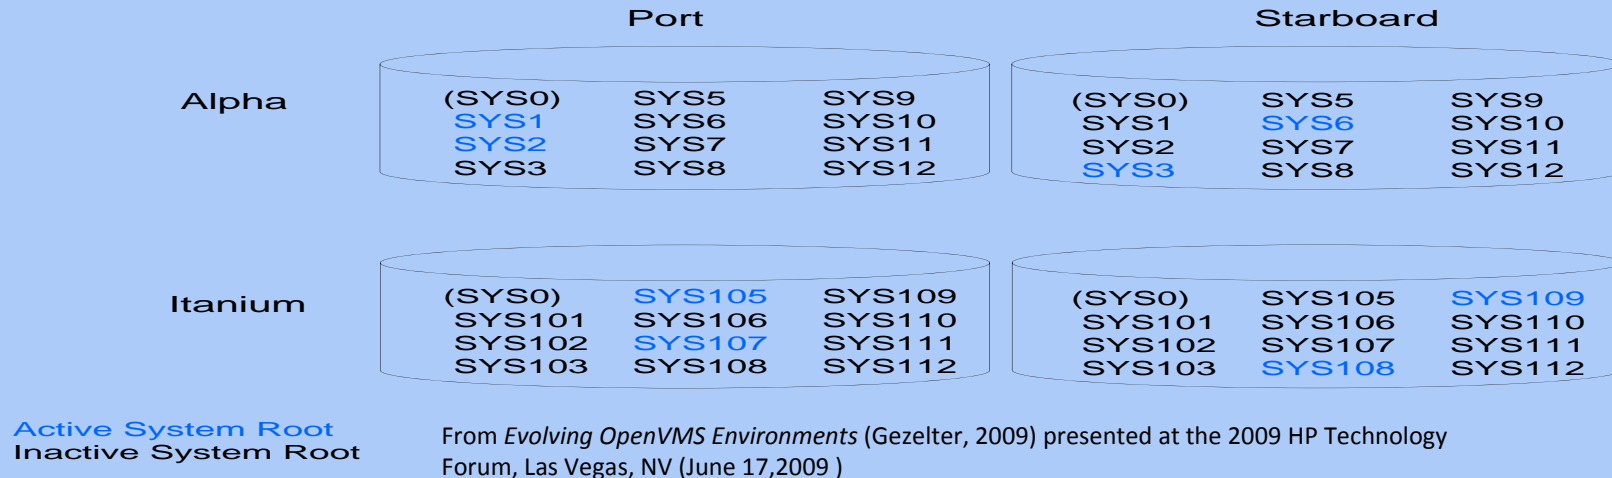 Port Starboard
Alpha
(SYS0) SYS5 SYS9 (SYS0) SYS5 SYS9
SYS1 SYS6 SYS10 SYS1 SYS6 SYS10
SYS2 SYS7 SYS11 SYS2 SYS7 SYS11
SYS3 SYS8 SYS12 SYS3 SYS8 SYS12
Itanium
(SYS0) SYS105 SYS109 (SYS0) SYS105 SYS109
SYS101 SYS106 SYS110 SYS101 SYS106 SYS110
SYS102 SYS107 SYS111 SYS102 SYS107 SYS111
SYS103 SYS108 SYS112 SYS103 SYS108 SYS112
Active System Root
Inactive System Root
From Evolving OpenVMS Environments (Gezelter, 2009) presented at the 2009 HP Technology
Forum, Las Vegas, NV (June 17,2009 )